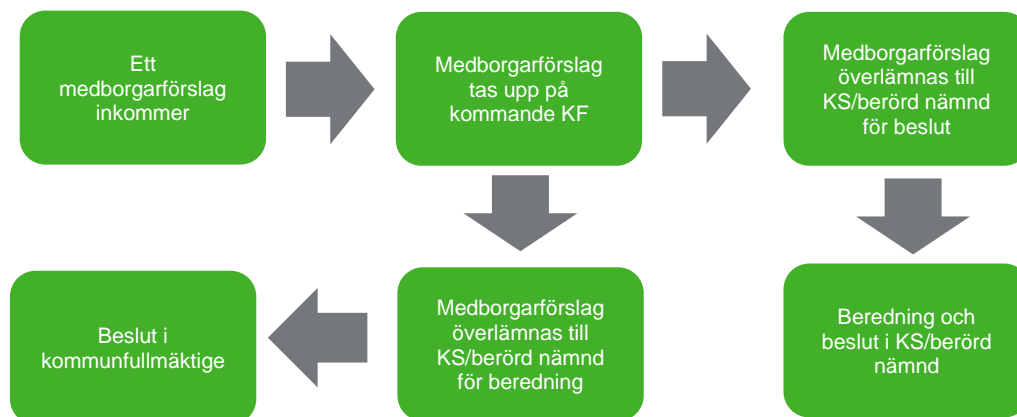 Ett
medborgarförslag
inkommer
Medborgarförslag
tas upp på
kommande KF
Medborgarförslag
överlämnas till
KS/berörd nämnd
för beslut
Beslut i
kommunfullmäktige
Medborgarförslag
överlämnas till
KS/berörd nämnd
för beredning
Beredning och
beslut i KS/berörd
nämnd